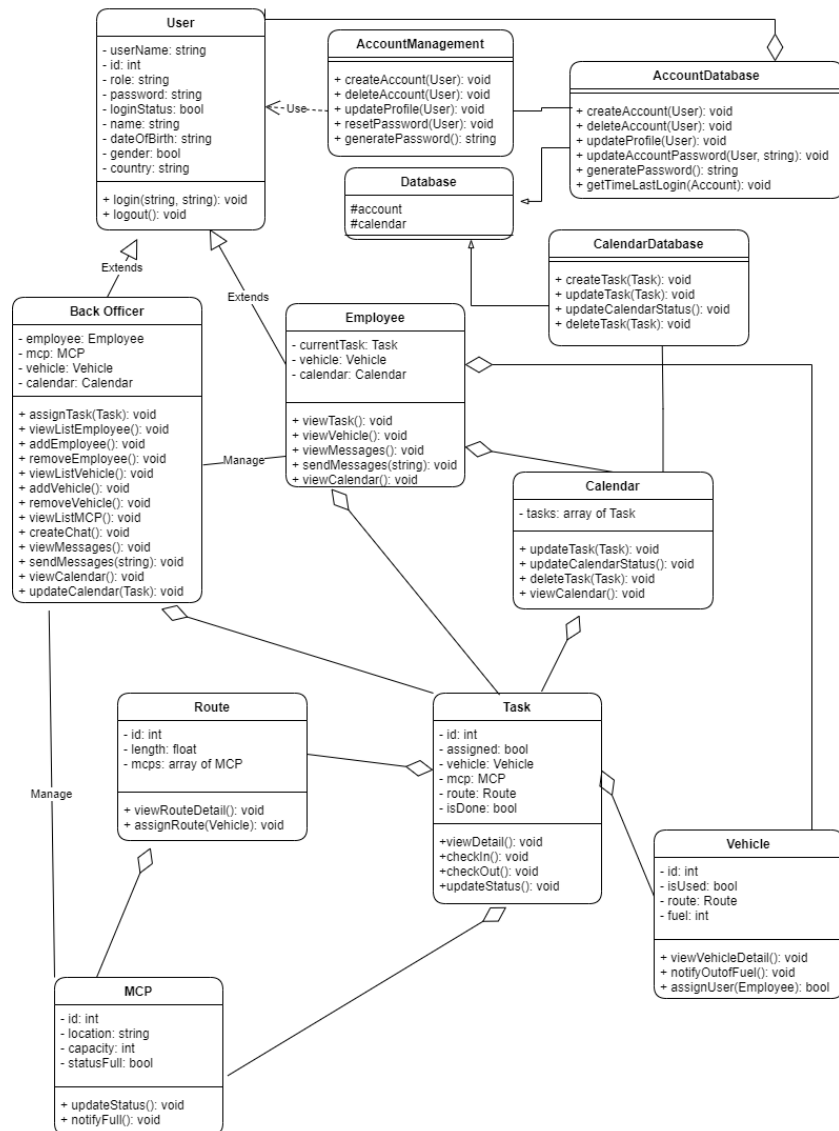 User
- userName: string
- id: int
- role: string
- password: string
- loginStatus: bool
- name: string
- dateOfBirth: string
- gender: bool
- country: string
+ login(string, string): void
+ logout(): void
AccountManagement
+ createAccount(User): void
+ deleteAccount(User): void
+ updateProfile(User): void
+ resetPassword(User): void
+ generatePassword(): string
Use
AccountDatabase
+ createAccount(User): void
+ deleteAccount(User): void
+ updateProfile(User): void
+ updateAccountPassword(User, string): void
+ generatePassword(): string
+ getTimeLastLogin(Account): void
Database
#account
#calendar
CalendarDatabase
+ createTask(Task): void
+ updateTask(Task): void
+ updateCalendarStatus(): void
+ deleteTask(Task): void
Extends
Extends
Back Officer
- employee: Employee
- mcp: MCP
- vehicle: Vehicle
- calendar: Calendar
+ assignTask(Task): void
+ viewListEmployee(): void
+ addEmployee(): void
+ removeEmployee(): void
+ viewListVehicle(): void
+ addVehicle(): void
+ removeVehicle(): void
+ viewListMCP(): void
+ createChat(): void
+ viewMessages(): void
+ sendMessages(string): void
+ viewCalendar(): void
+ updateCalendar(Task): void
Manage
Employee
- currentTask: Task
- vehicle: Vehicle
- calendar: Calendar
+ viewTask(): void
+ viewVehicle(): void
+ viewMessages(): void
+ sendMessages(string): void
+ viewCalendar(): void
Calendar
- tasks: array of Task
+ updateTask(Task): void
+ updateCalendarStatus(): void
+ deleteTask(Task): void
+ viewCalendar(): void
Route
- id: int
- length: float
- mcps: array of MCP
+ viewRouteDetail(): void
+ assignRoute(Vehicle): void
Task
- id: int
- assigned: bool
- vehicle: Vehicle
- mcp: MCP
- route: Route
- isDone: bool
+viewDetail(): void
+checkIn(): void
+checkOut(): void
+updateStatus(): void
Manage
Vehicle
- id: int
- isUsed: bool
- route: Route
- fuel: int
+ viewVehicleDetail(): void
+ notifyOutofFuel(): void
+ assignUser(Employee): bool
MCP
- id: int
- location: string
- capacity: int
- statusFull: bool
+ updateStatus(): void
+ notifyFull(): void